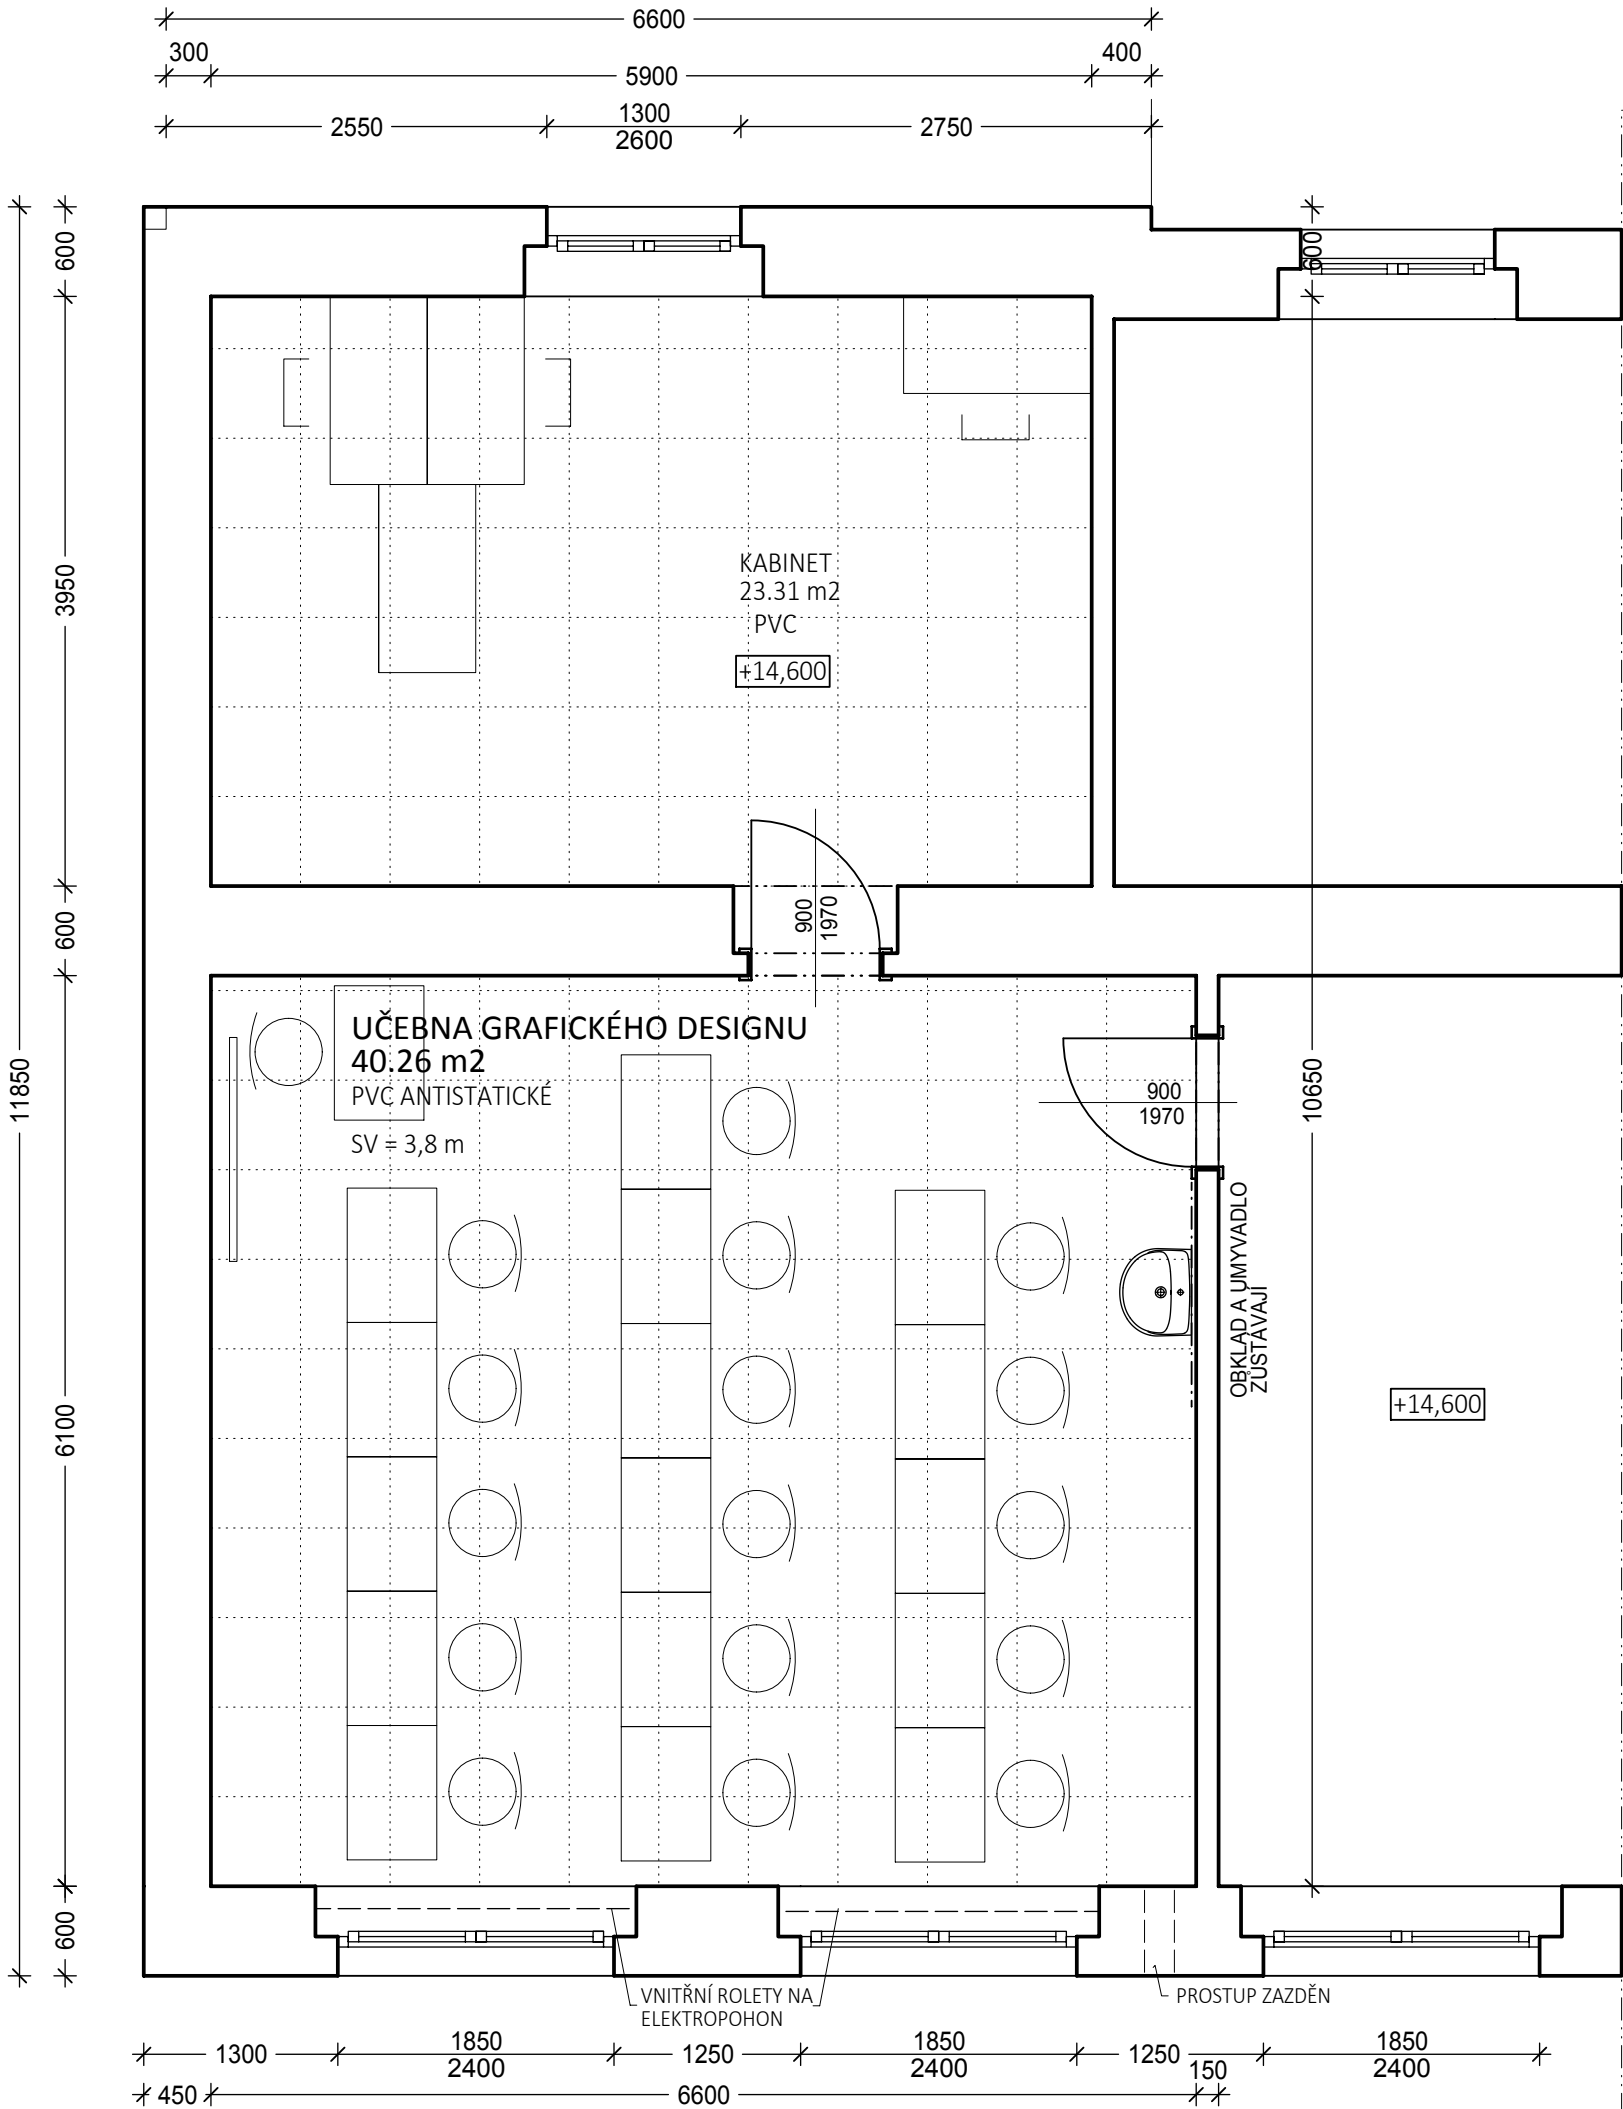 6600
300
5900
400
2550
1300
2600
2750
600
600
3950
KABINET
23.31 m2
PVC
+14,600
600
900
1970
UČEBNA GRAFICKÉHO DESIGNU
40.26 m2
PVC ANTISTATICKÉ
SV = 3,8 m
11850
10650
900
1970
OBKLAD A UMYVADLO
ZŮSTÁVAJÍ
+14,600
6100
600
VNITŘNÍ ROLETY NA
ELEKTROPOHON
PROSTUP ZAZDĚN
1300
1850
2400
1250
1850
2400
1250
1850
2400
450
6600
150